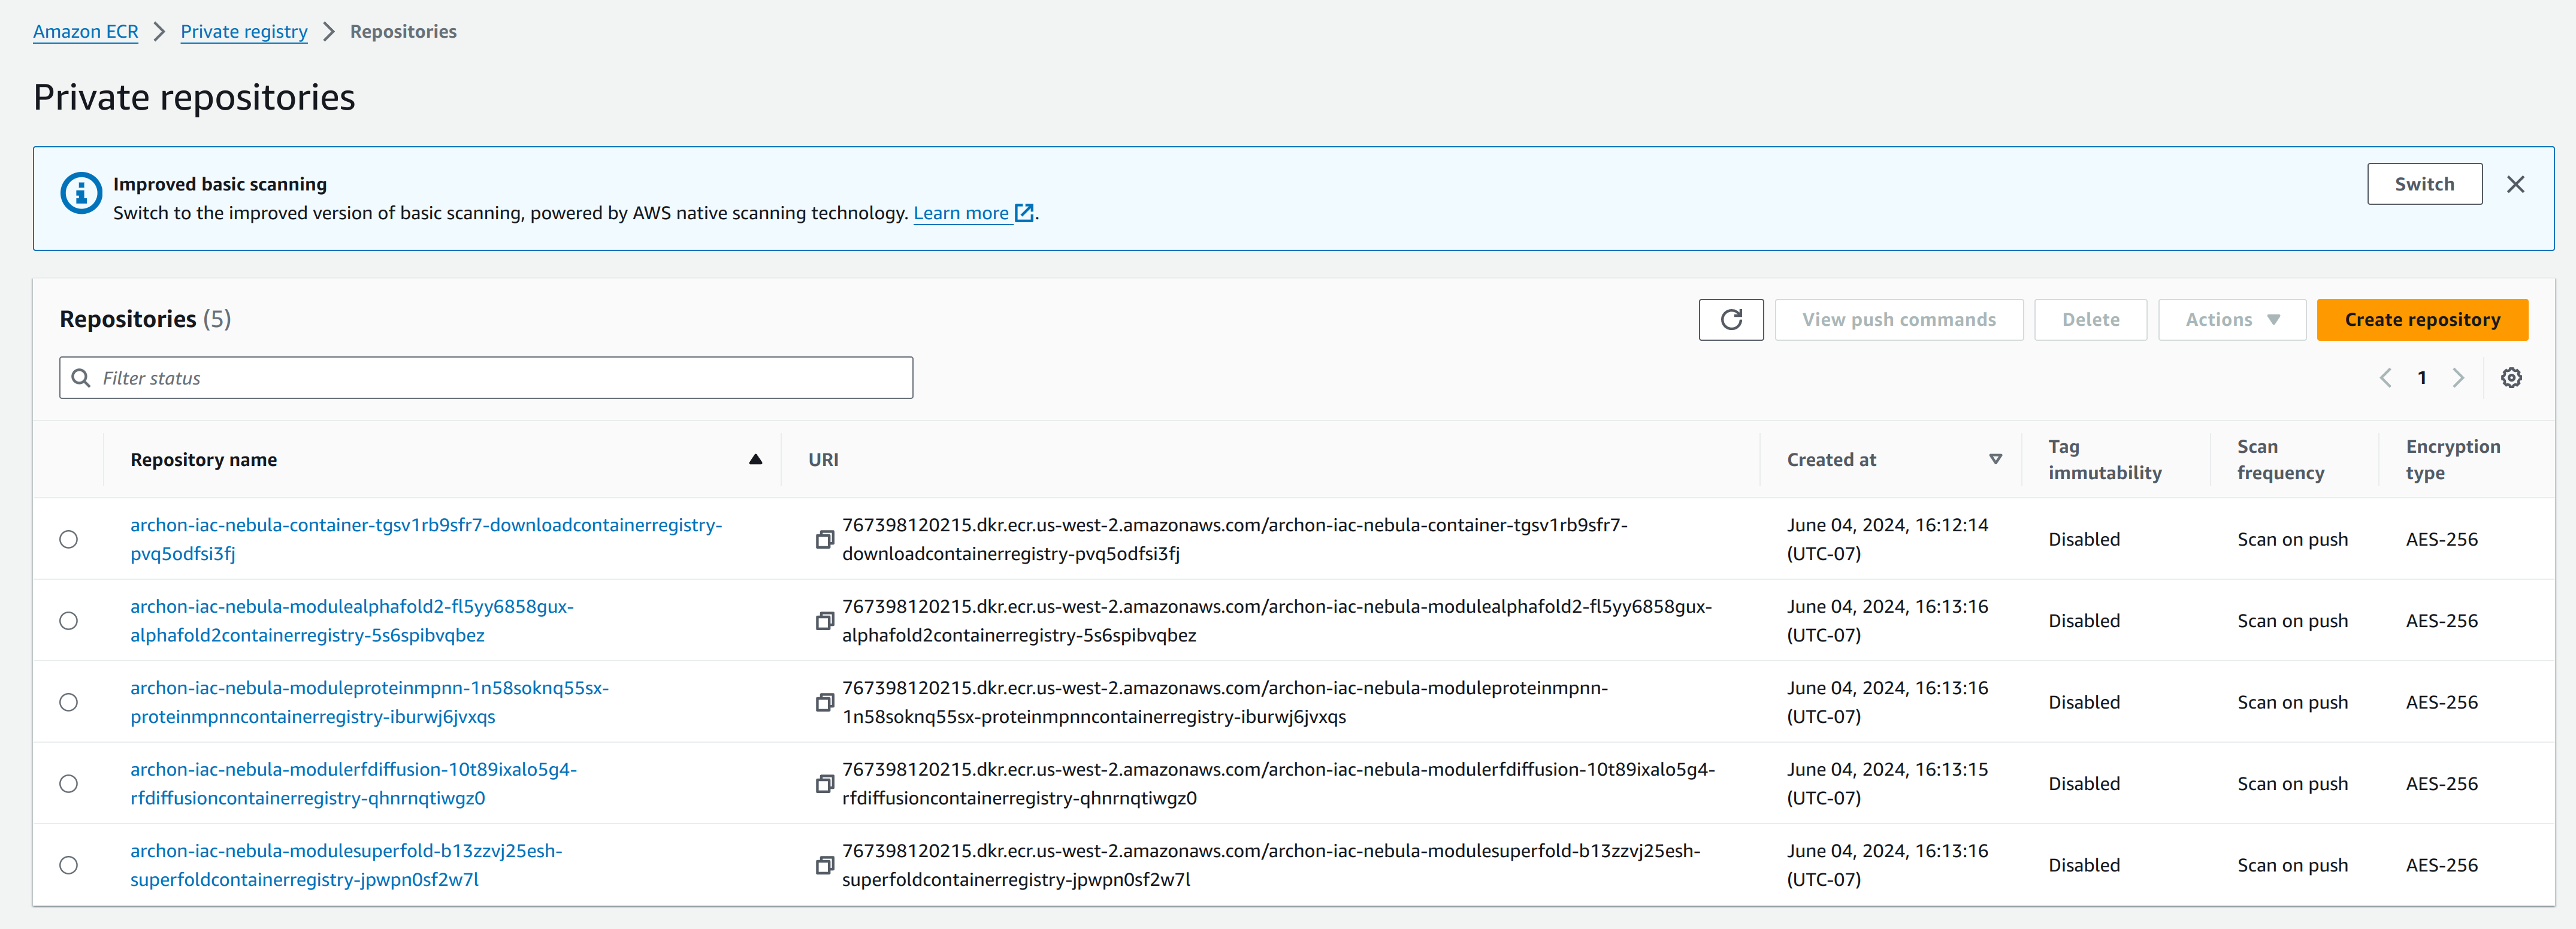 Amazon ECR > Private registry > Repositories
Private repositories
Improved basic scanning
Switch to the improved version of basic scanning, powered by AWS native scanning technology. Learn more.
Switch
Repositories (5)
View push commands
Delete
Actions
Create repository
Filter status
1
Repository name
URI
Created at
Tag
immutability
Scan
frequency
Encryption
type
archon-iac-nebula-container-tgsv1rb9sfr7-downloadcontainerregistry-
pvq5odfsi3fj
767398120215.dkr.ecr.us-west-2.amazonaws.com/archon-iac-nebula-container-tgsv1rb9sfr7-
downloadcontainerregistry-pvq5odfsi3fj
June 04, 2024, 16:12:14
(UTC-07)
Disabled
Scan on push
AES-256
archon-iac-nebula-modulealphafold2-fl5yy6858gux-
alphafold2containerregistry-5s6spibvqbez
767398120215.dkr.ecr.us-west-2.amazonaws.com/archon-iac-nebula-modulealphafold2-fl5yy6858gux-
alphafold2containerregistry-5s6spibvqbez
June 04, 2024, 16:13:16
(UTC-07)
Disabled
Scan on push
AES-256
archon-iac-nebula-moduleproteinmpnn-1n58soknq55sx-
proteinmpnncontainerregistry-iburwj6jvxqs
767398120215.dkr.ecr.us-west-2.amazonaws.com/archon-iac-nebula-moduleproteinmpnn-
1n58soknq55sx-proteinmpnncontainerregistry-iburwj6jvxqs
June 04, 2024, 16:13:16
(UTC-07)
Disabled
Scan on push
AES-256
archon-iac-nebula-modulerfdiffusion-10t89ixalo5g4-
rfdiffusioncontainerregistry-qhnrnqtiwgz0
767398120215.dkr.ecr.us-west-2.amazonaws.com/archon-iac-nebula-modulerfdiffusion-10t89ixalo5g4-
rfdiffusioncontainerregistry-qhnrnqtiwgz0
June 04, 2024, 16:13:15
(UTC-07)
Disabled
Scan on push
AES-256
archon-iac-nebula-modulesuperfold-b13zzvj25esh-
superfoldcontainerregistry-jpwpn0sf2w7l
767398120215.dkr.ecr.us-west-2.amazonaws.com/archon-iac-nebula-modulesuperfold-b13zzvj25esh-
superfoldcontainerregistry-jpwpn0sf2w7l
June 04, 2024, 16:13:16
(UTC-07)
Disabled
Scan on push
AES-256